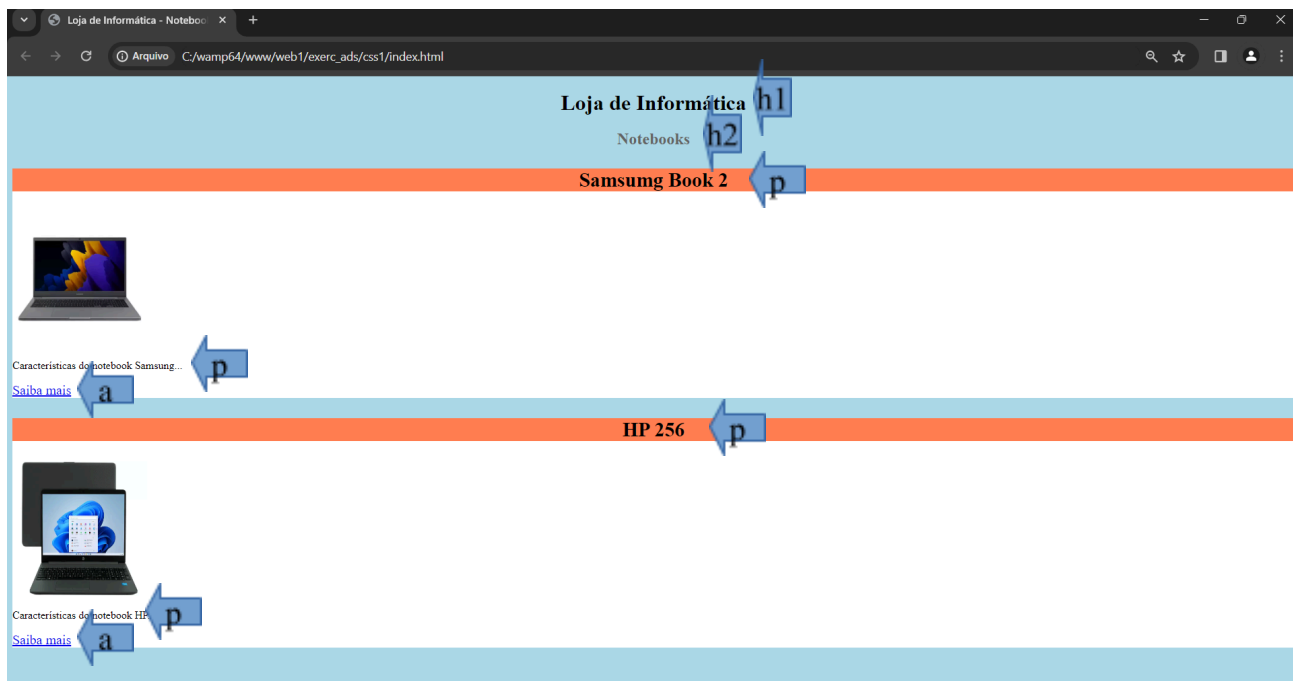 Loja de Informática - Noteboo
Arquivo C:/wamp64/www/web1/exerc_ads/css1/index.html
Loja de Informática h1
Notebooks h2
Samsumg Book 2 p
Características do notebook Samsung... p
Saiba mais a
HP 256 p
Características do notebook HP p
Saiba mais a